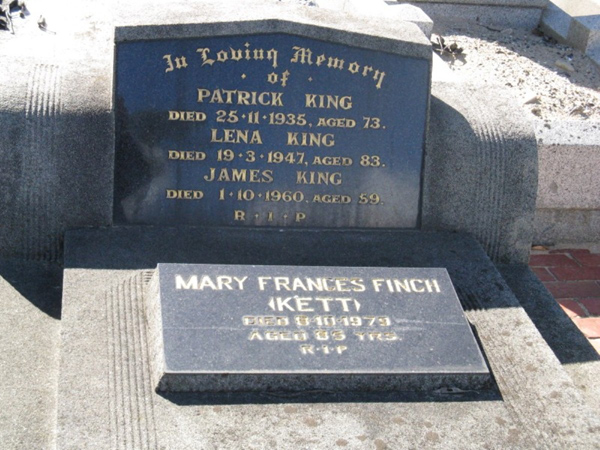 In Loving Memory
of
PATRICK KING
DIED 25·11·1935, AGED 73.
LENA KING
DIED 19·3·1947, AGED 83.
JAMES KING
DIED 1·10·1960, AGED 59.
R·I·P
MARY FRANCES FINCH
(KETT)
DIED 1979
AGED YRS
R·I·P